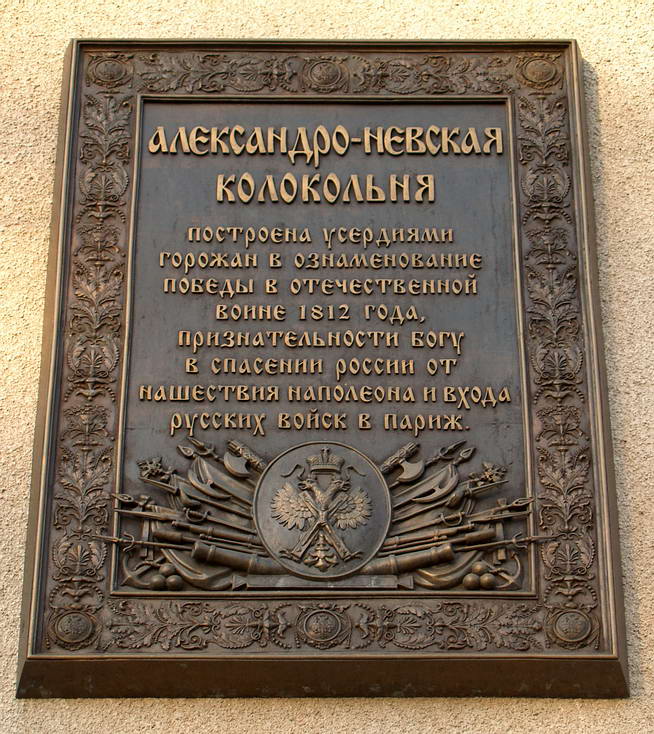 АЛЕКСАНДРО-НЕВСКАЯ
КОЛОКОЛЬНЯ
ПОСТРОЕНА УСЕРДИЯМИ
ГОРОЖАН В ОЗНАМЕНОВАНИЕ
ПОБЕДЫ В ОТЕЧЕСТВЕННОЙ
ВОИНЕ 1812 ГОДА,
ПРИЗНАТЕЛЬНОСТИ БОГУ
В СПАСЕНИИ РОССИИ ОТ
НАШЕСТВИЯ НАПОЛЕОНА И ВХОДА
РУССКИХ ВОЙСК В ПАРИЖ.